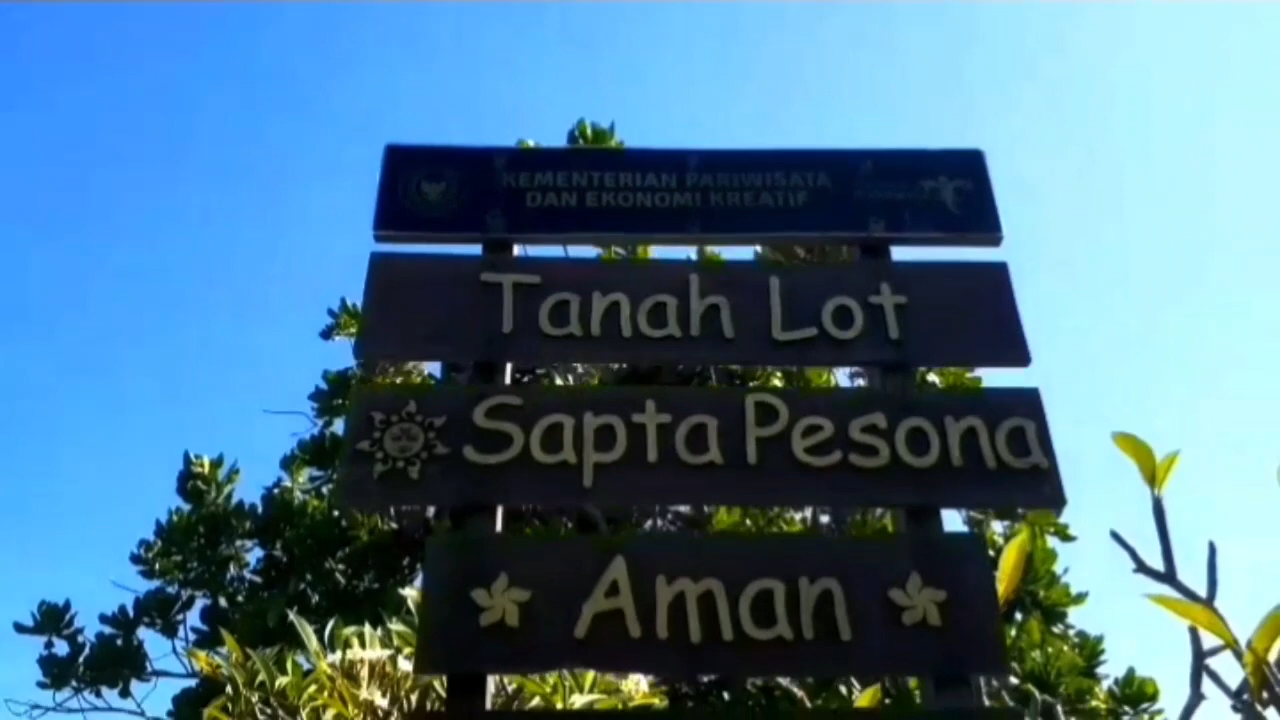 KEMENTERIAN PARIWISATA
DAN EKONOMI KREATIF
Tanah Lot
Sapta Pesona
Aman